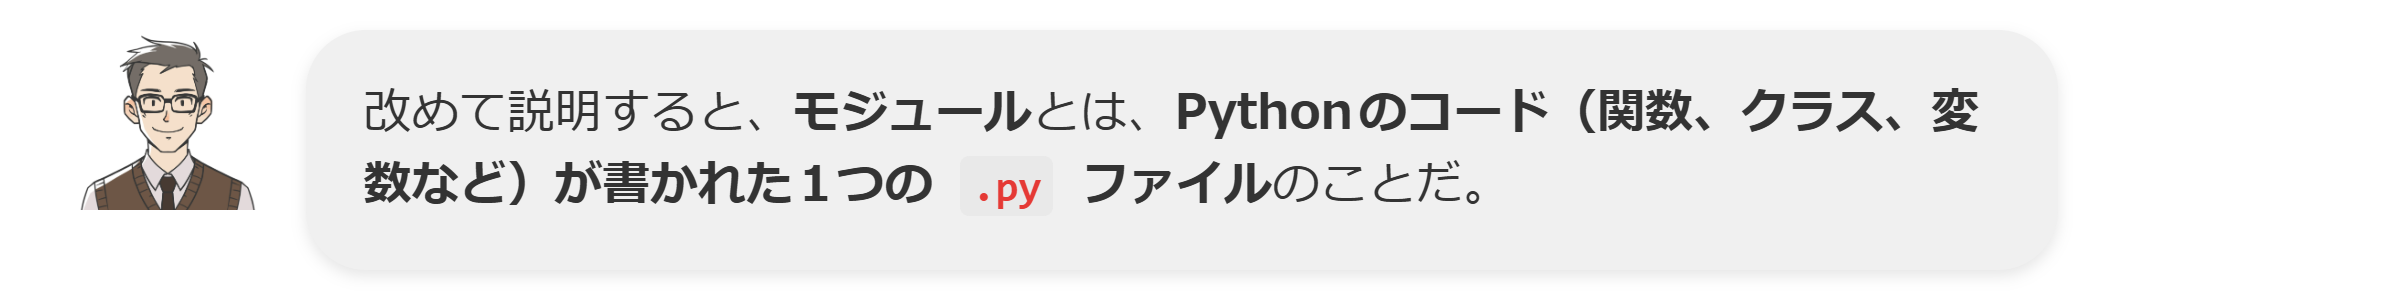 改めて説明すると、モジュールとは、Pythonのコード（関数、クラス、変
数など）が書かれた１つの .py ファイルのことだ。